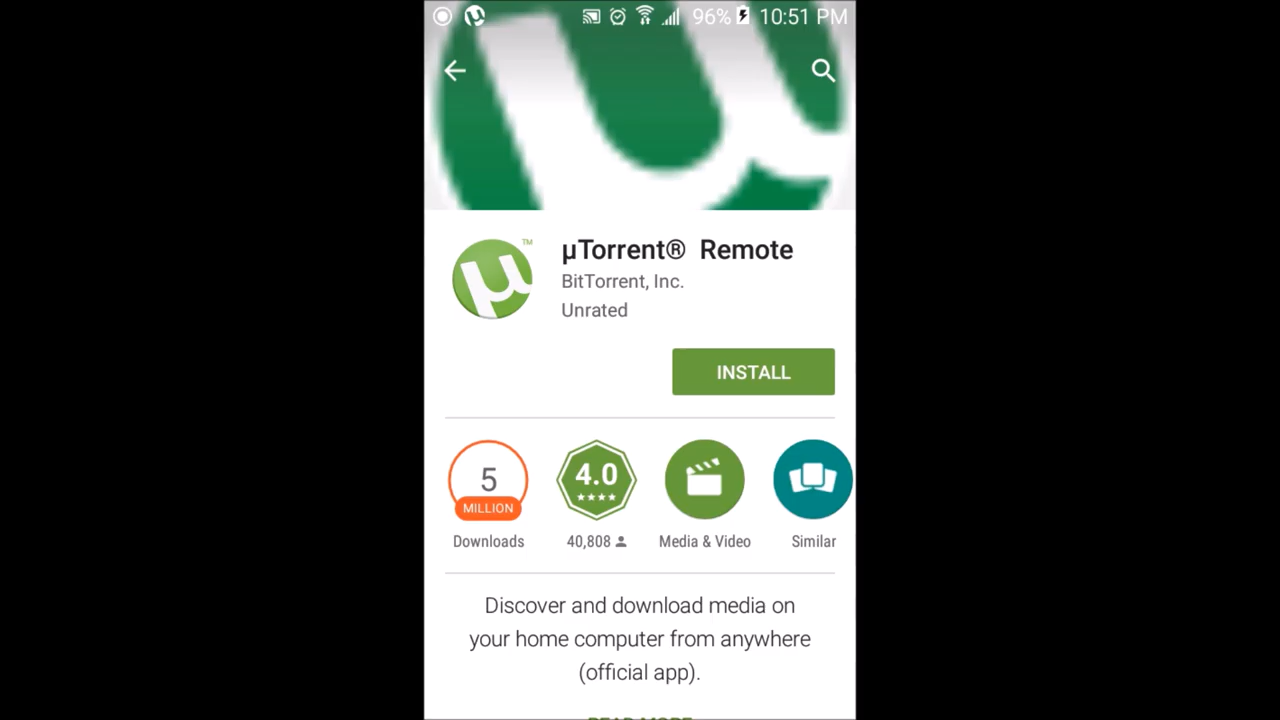 96% 10:51 PM
µTorrent® Remote
BitTorrent, Inc.
Unrated
INSTALL
5
MILLION
Downloads
4.0
40,808
Media & Video
Similar
Discover and download media on
your home computer from anywhere
(official app).
READ MORE